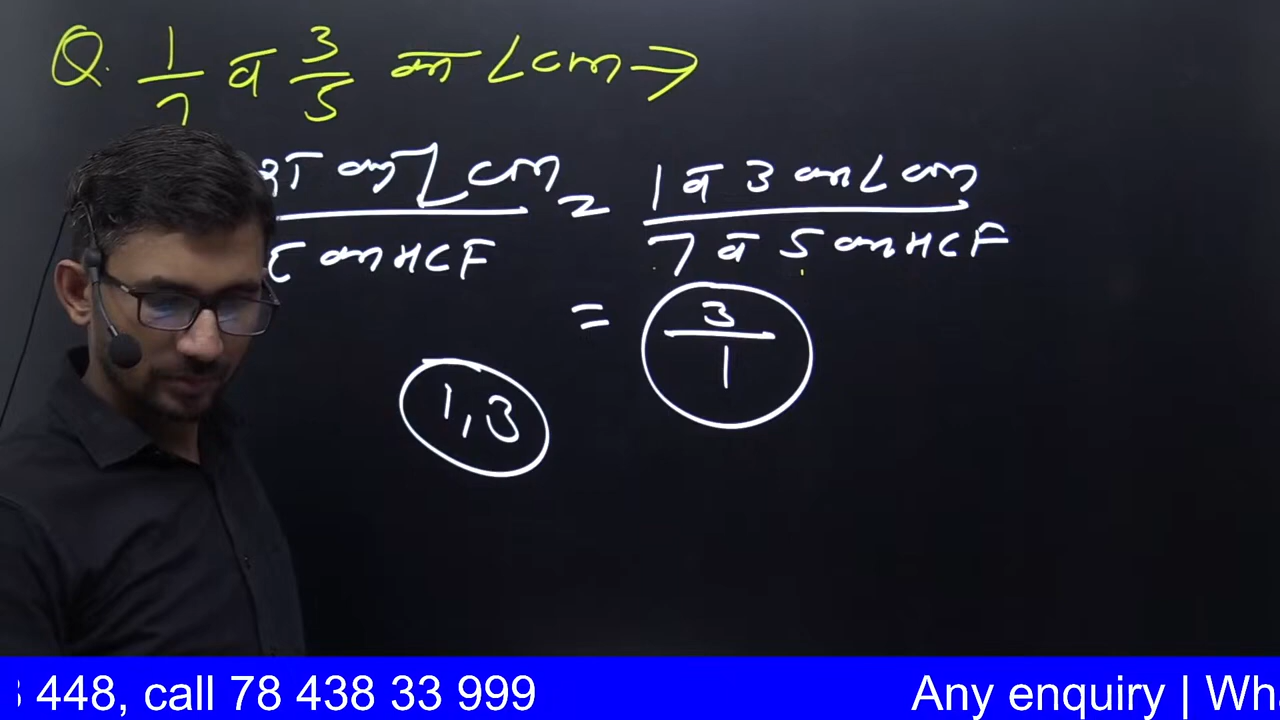 Q. 1/7 व 3/5 का Lcm →
का Lcm = 1 व 3 का Lcm
का HCF 7 व 5 का HCF
= 3/1
1,3
448, call 78 438 33 999 Any enquiry | Wh